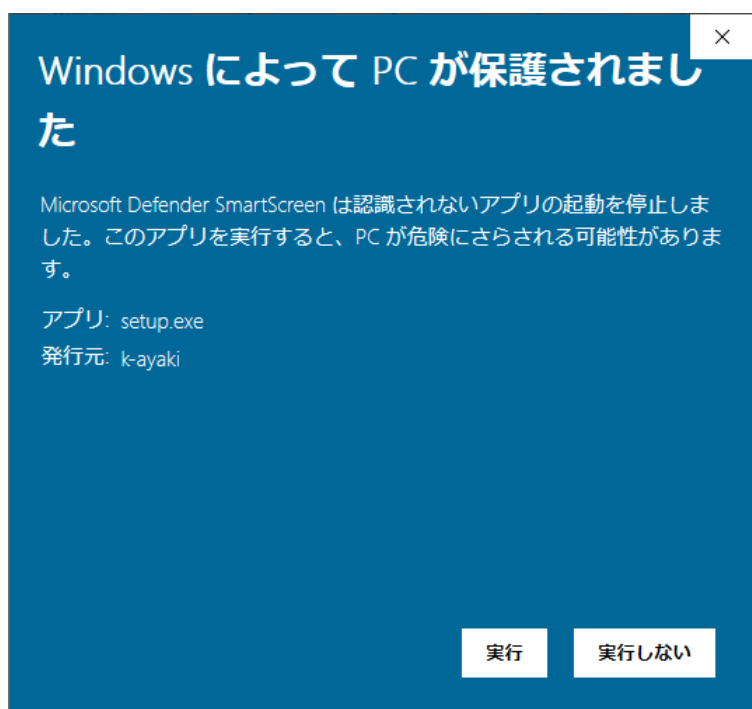 Windows によって PC が保護されまし
た
Microsoft Defender SmartScreen は認識されないアプリの起動を停止しま
した。このアプリを実行すると、PC が危険にさらされる可能性がありま
す。
アプリ: setup.exe
発行元: k-ayaki
実行 実行しない